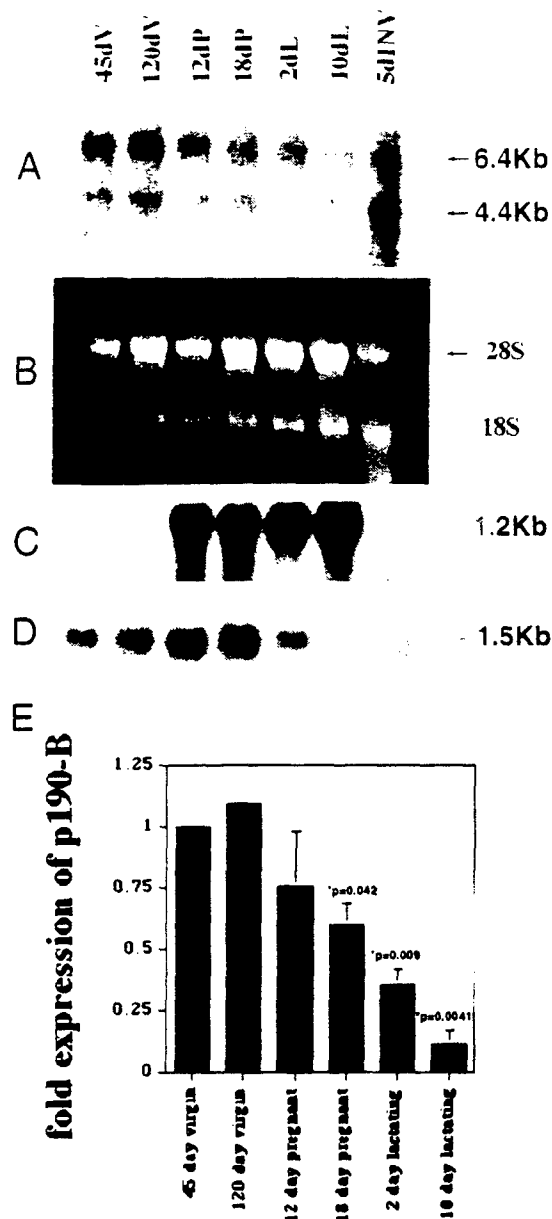 45dV 120dV 12dP 18dP 2dL 10dL 5dINV
A
←6.4Kb
←4.4Kb
B
← 28S
18S
C
1.2Kb
D
1.5Kb
E
fold expression of p190-B
1.25
1
0.75
0.5
0.25
0
*p=0.042
*p=0.009
*p=0.0041
45 day virgin
120 day virgin
12 day pregnant
18 day pregnant
2 day lactating
10 day lactating